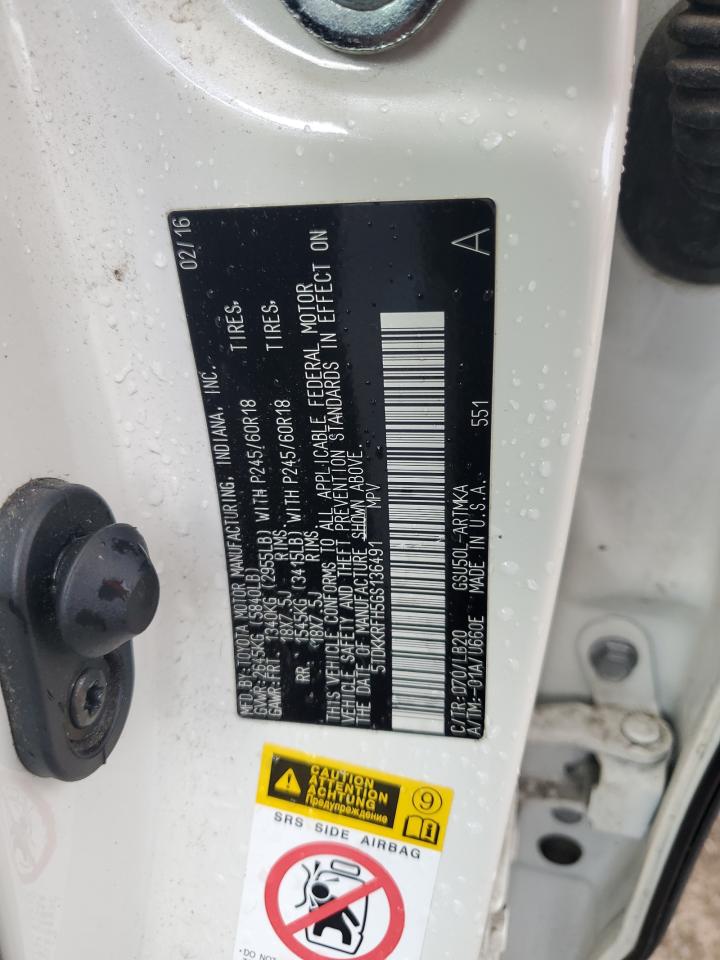 MFD.BY:TOYOTA MOTOR MANUFACTURING, INDIANA, INC. 02/16
GVWR:2645KG (5840LB)
GAWR-FRT. 1340KG (2955LB) WITH P245/60R18 TIRES,
18X7.5J RIMS
RR. 1545KG (3415LB) WITH P245/60R18 TIRES,
18X7.5J RIMS
THIS VEHICLE CONFORMS TO ALL APPLICABLE FEDERAL MOTOR
VEHICLE SAFETY AND THEFT PREVENTION STANDARDS IN EFFECT ON
THE DATE OF MANUFACTURE SHOWN ABOVE.
5TDKKRFH5GS136497 MPV
C/TR:070/LB20 GSU50L-ARTMKA 551 A
A/TM:-01A/U660E MADE IN U.S.A.
CAUTION
ATTENTION
ACHTUNG
Предупреждение
9
i
SRS SIDE AIRBAG